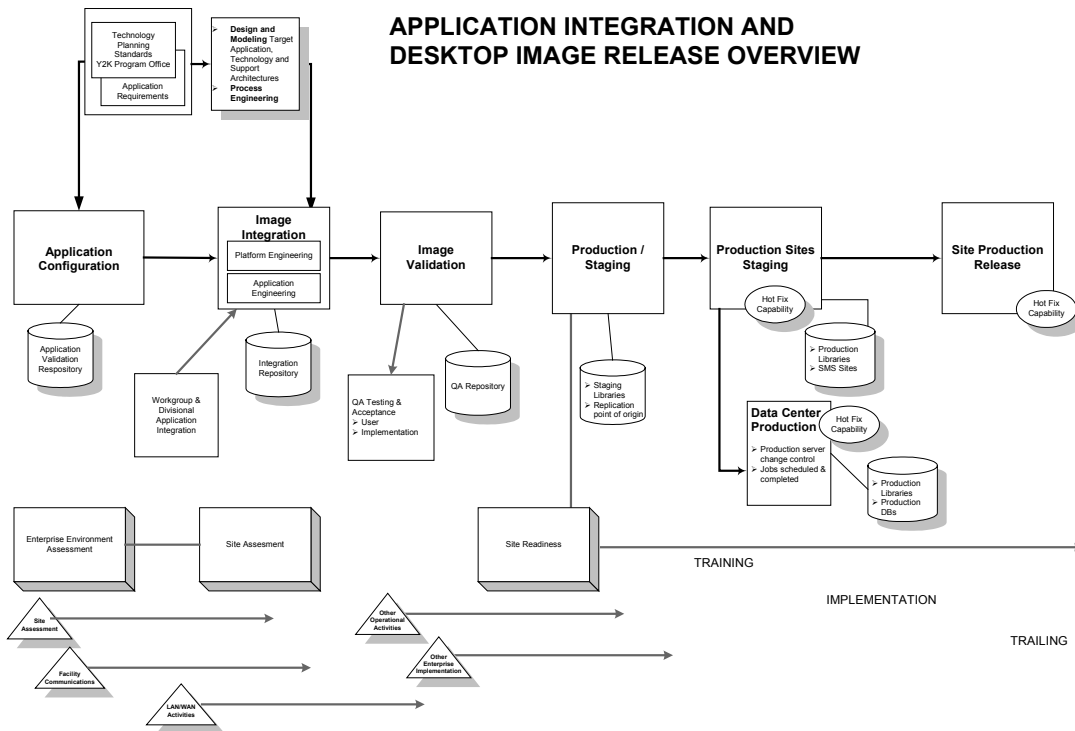 APPLICATION INTEGRATION AND
DESKTOP IMAGE RELEASE OVERVIEW
Technology
Planning
Standards
Y2K Program Office
Application
Requirements
➢ Design and
Modeling Target
Application,
Technology and
Support
Architectures
➢ Process
Engineering
Application
Configuration
Image
Integration
Platform Engineering
Application
Engineering
Image
Validation
Production /
Staging
Production Sites
Staging
Hot Fix
Capability
Site Production
Release
Hot Fix
Capability
Application
Validation
Respository
Workgroup &
Divisional
Application
Integration
Integration
Repository
QA Testing &
Acceptance
➢ User
➢ Implementation
QA Repository
➢ Staging
Libraries
➢ Replication
point of origin
➢ Production
Libraries
➢ SMS Sites
Data Center
Production
➢ Production server
change control
➢ Jobs scheduled &
completed
Hot Fix
Capability
➢ Production
Libraries
➢ Production
DBs
Enterprise Environment
Assessment
Site Assesment
Site Readiness
TRAINING
IMPLEMENTATION
TRAILING
Site
Assessment
Facility
Communications
LAN/WAN
Activities
Other
Operational
Activities
Other
Enterprise
Implementation